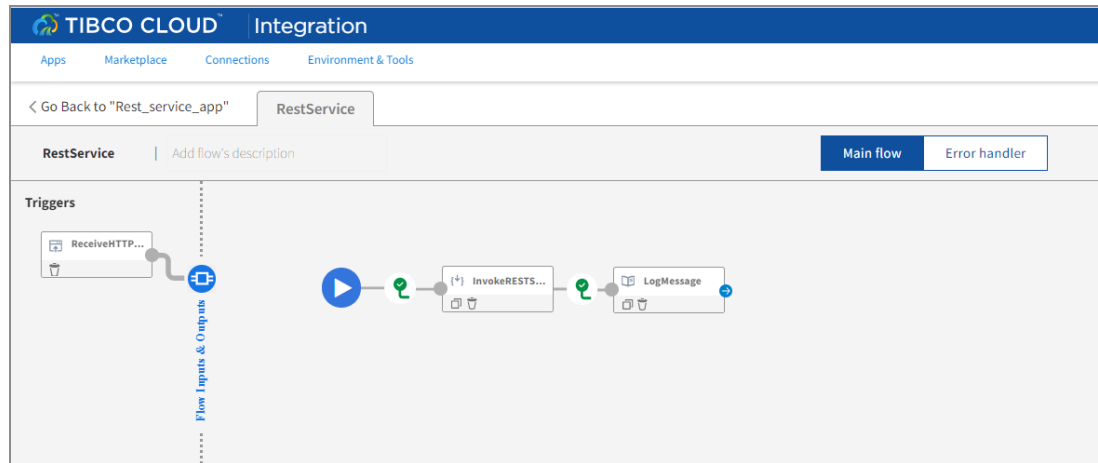 TIBCO CLOUD™ Integration
Apps Marketplace Connections Environment & Tools
Go Back to "Rest_service_app" RestService
RestService | Add flow's description Main flow Error handler
Triggers
ReceiveHTTP...
InvokeRESTS... LogMessage
Flow Inputs & Outputs